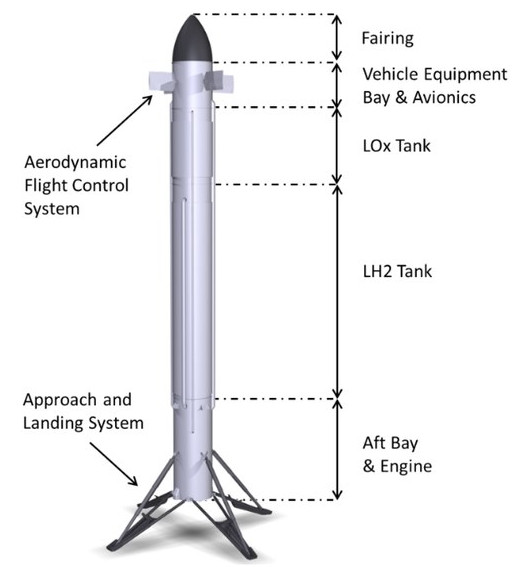 Fairing
Vehicle Equipment
Bay & Avionics
LOx Tank
Aerodynamic
Flight Control
System
LH2 Tank
Approach and
Landing System
Aft Bay
& Engine